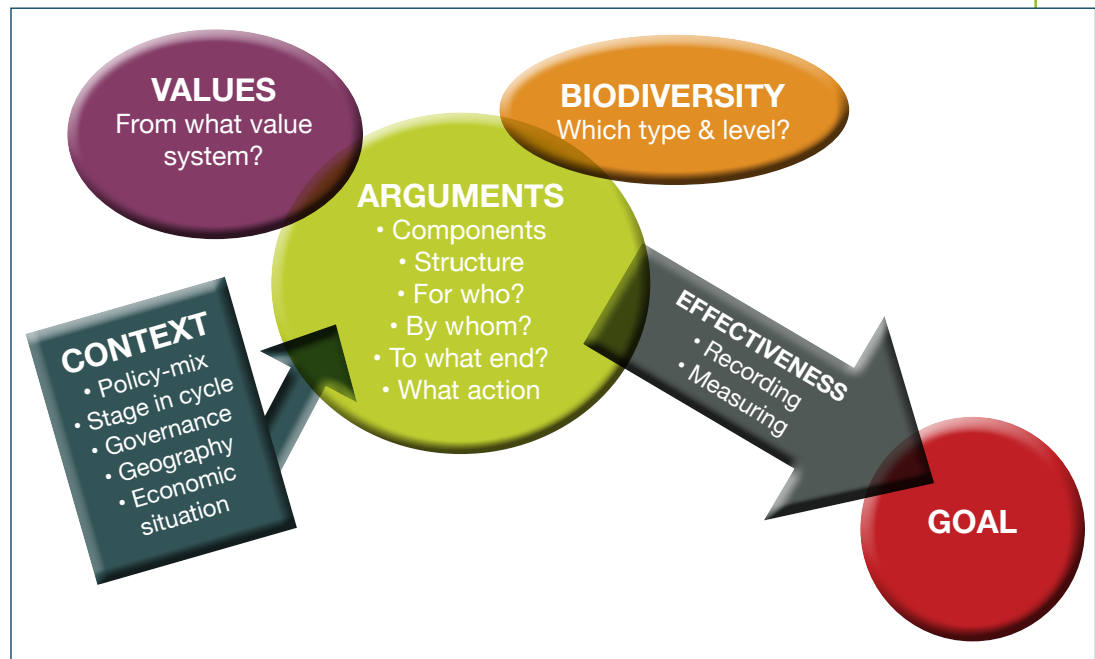 VALUES
From what value
system?
BIODIVERSITY
Which type & level?
ARGUMENTS
• Components
• Structure
• For who?
• By whom?
• To what end?
• What action
CONTEXT
• Policy-mix
• Stage in cycle
• Governance
• Geography
• Economic
situation
EFFECTIVENESS
• Recording
• Measuring
GOAL